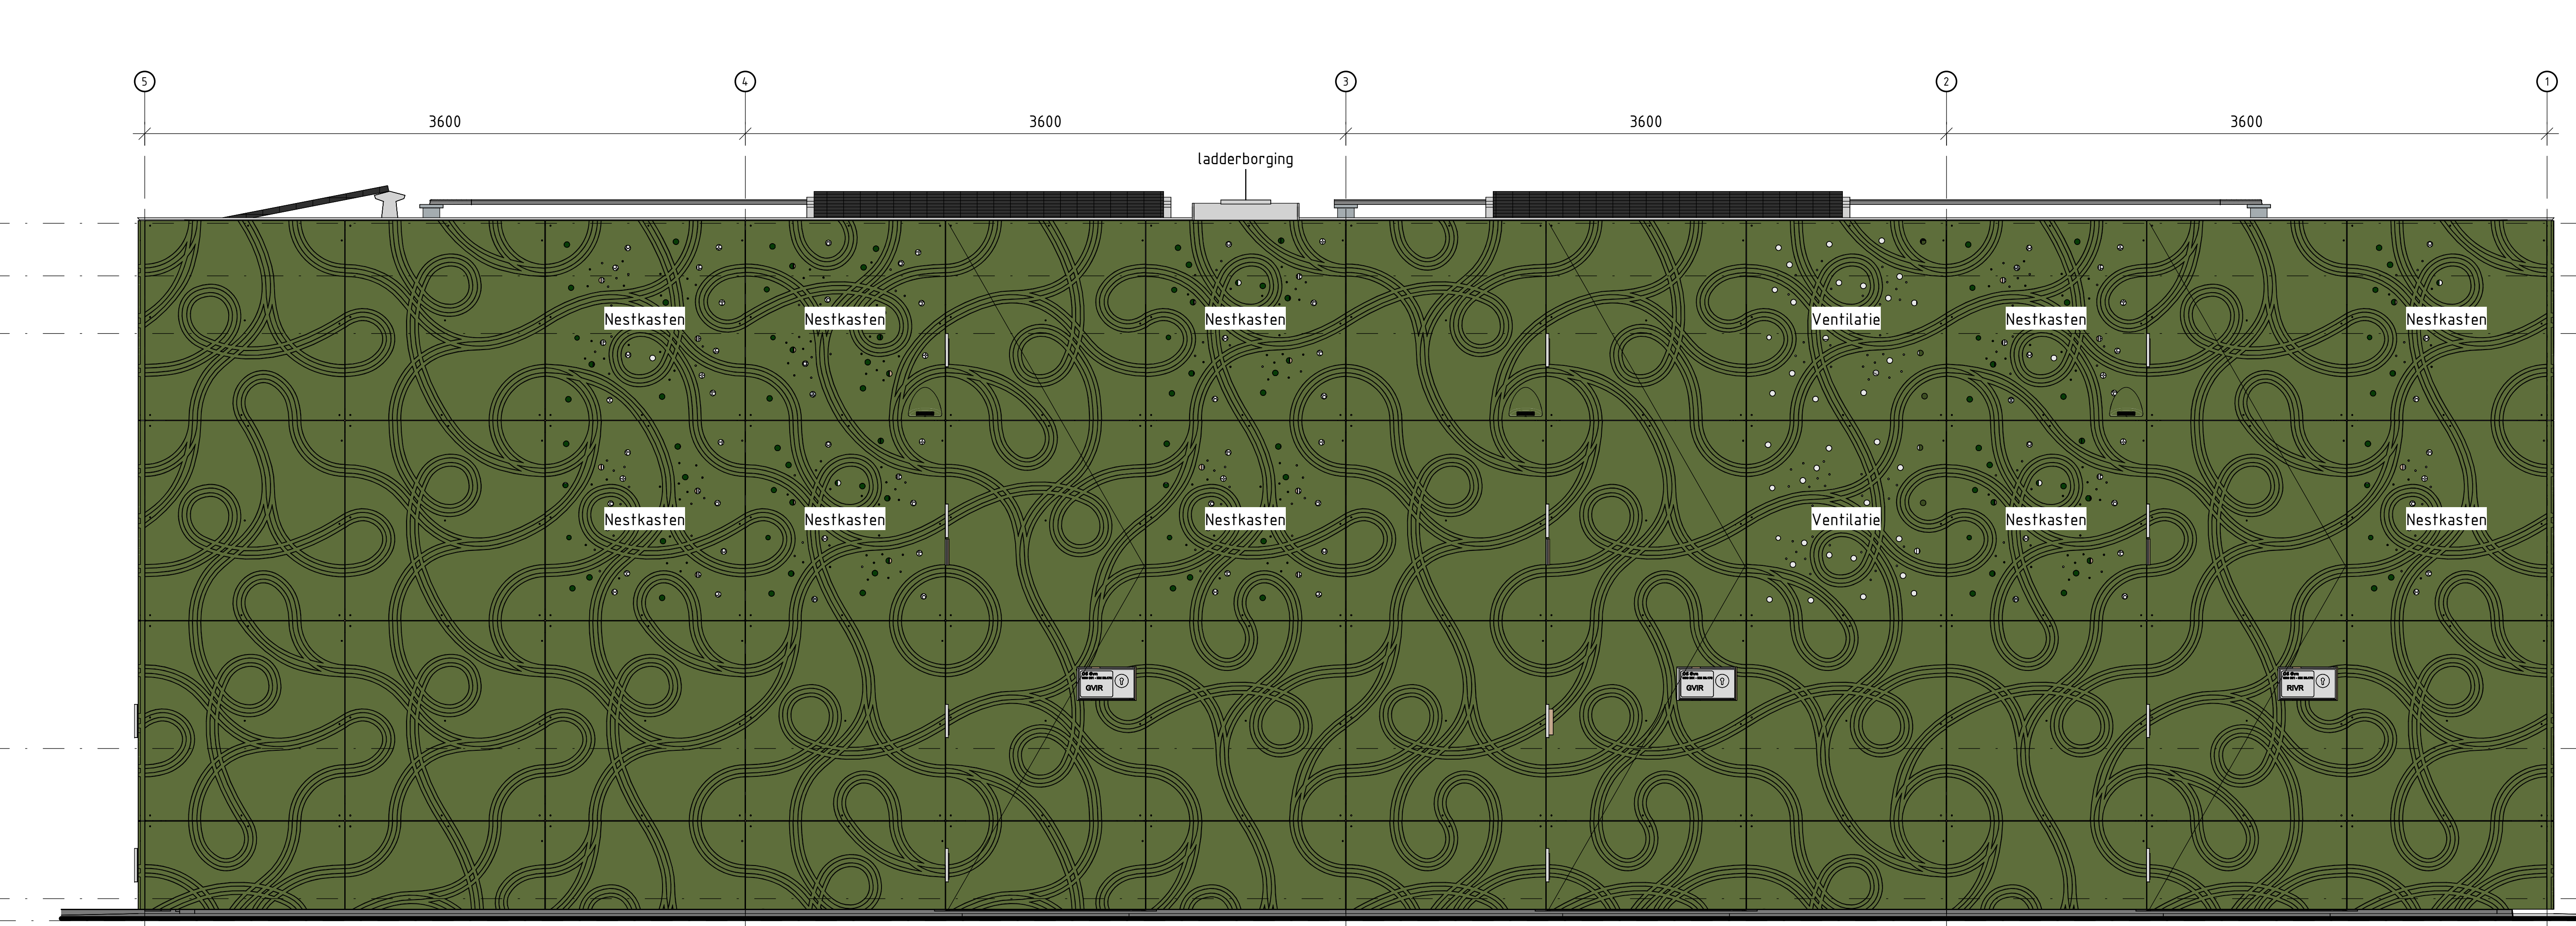 5 4 3 2 1
3600 3600 3600 3600
ladderborging
Nestkasten Nestkasten Nestkasten Ventilatie Nestkasten Nestkasten
Nestkasten Nestkasten Nestkasten Ventilatie Nestkasten Nestkasten
GVIR GVIR RIVR